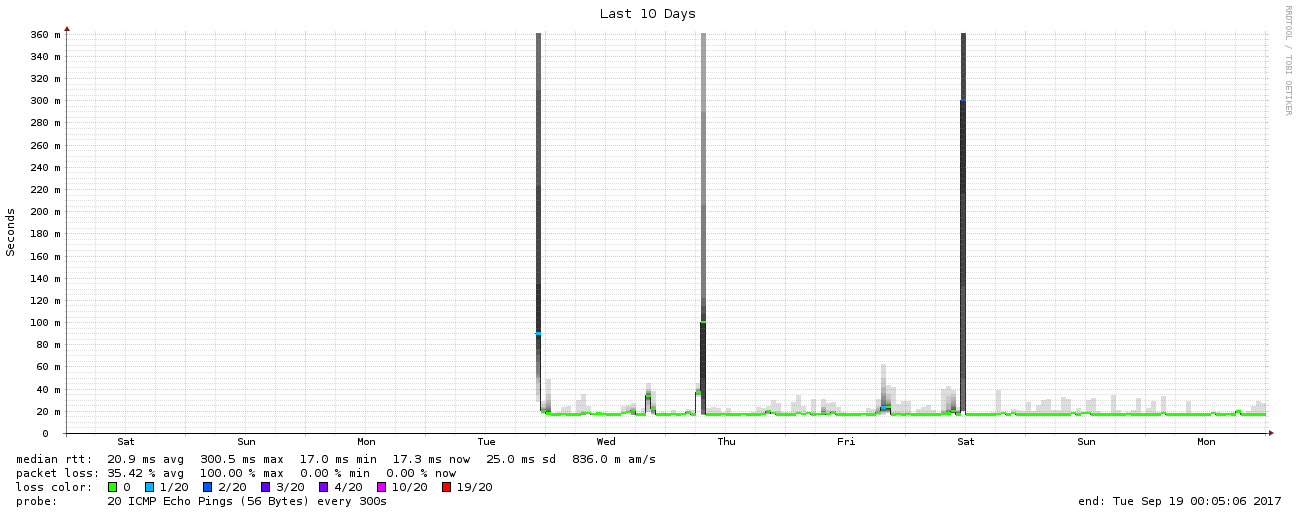 Last 10 Days
RRDTOOL / TOBI OETIKER
Seconds
360 m
340 m
320 m
300 m
280 m
260 m
240 m
220 m
200 m
180 m
160 m
140 m
120 m
100 m
80 m
60 m
40 m
20 m
0
Sat Sun Mon Tue Wed Thu Fri Sat Sun Mon
median rtt: 20.9 ms avg 300.5 ms max 17.0 ms min 17.3 ms now 25.0 ms sd 836.0 m am/s
packet loss: 35.42 % avg 100.00 % max 0.00 % min 0.00 % now
loss color: 0 1/20 2/20 3/20 4/20 10/20 19/20
probe: 20 ICMP Echo Pings (56 Bytes) every 300s end: Tue Sep 19 00:05:06 2017